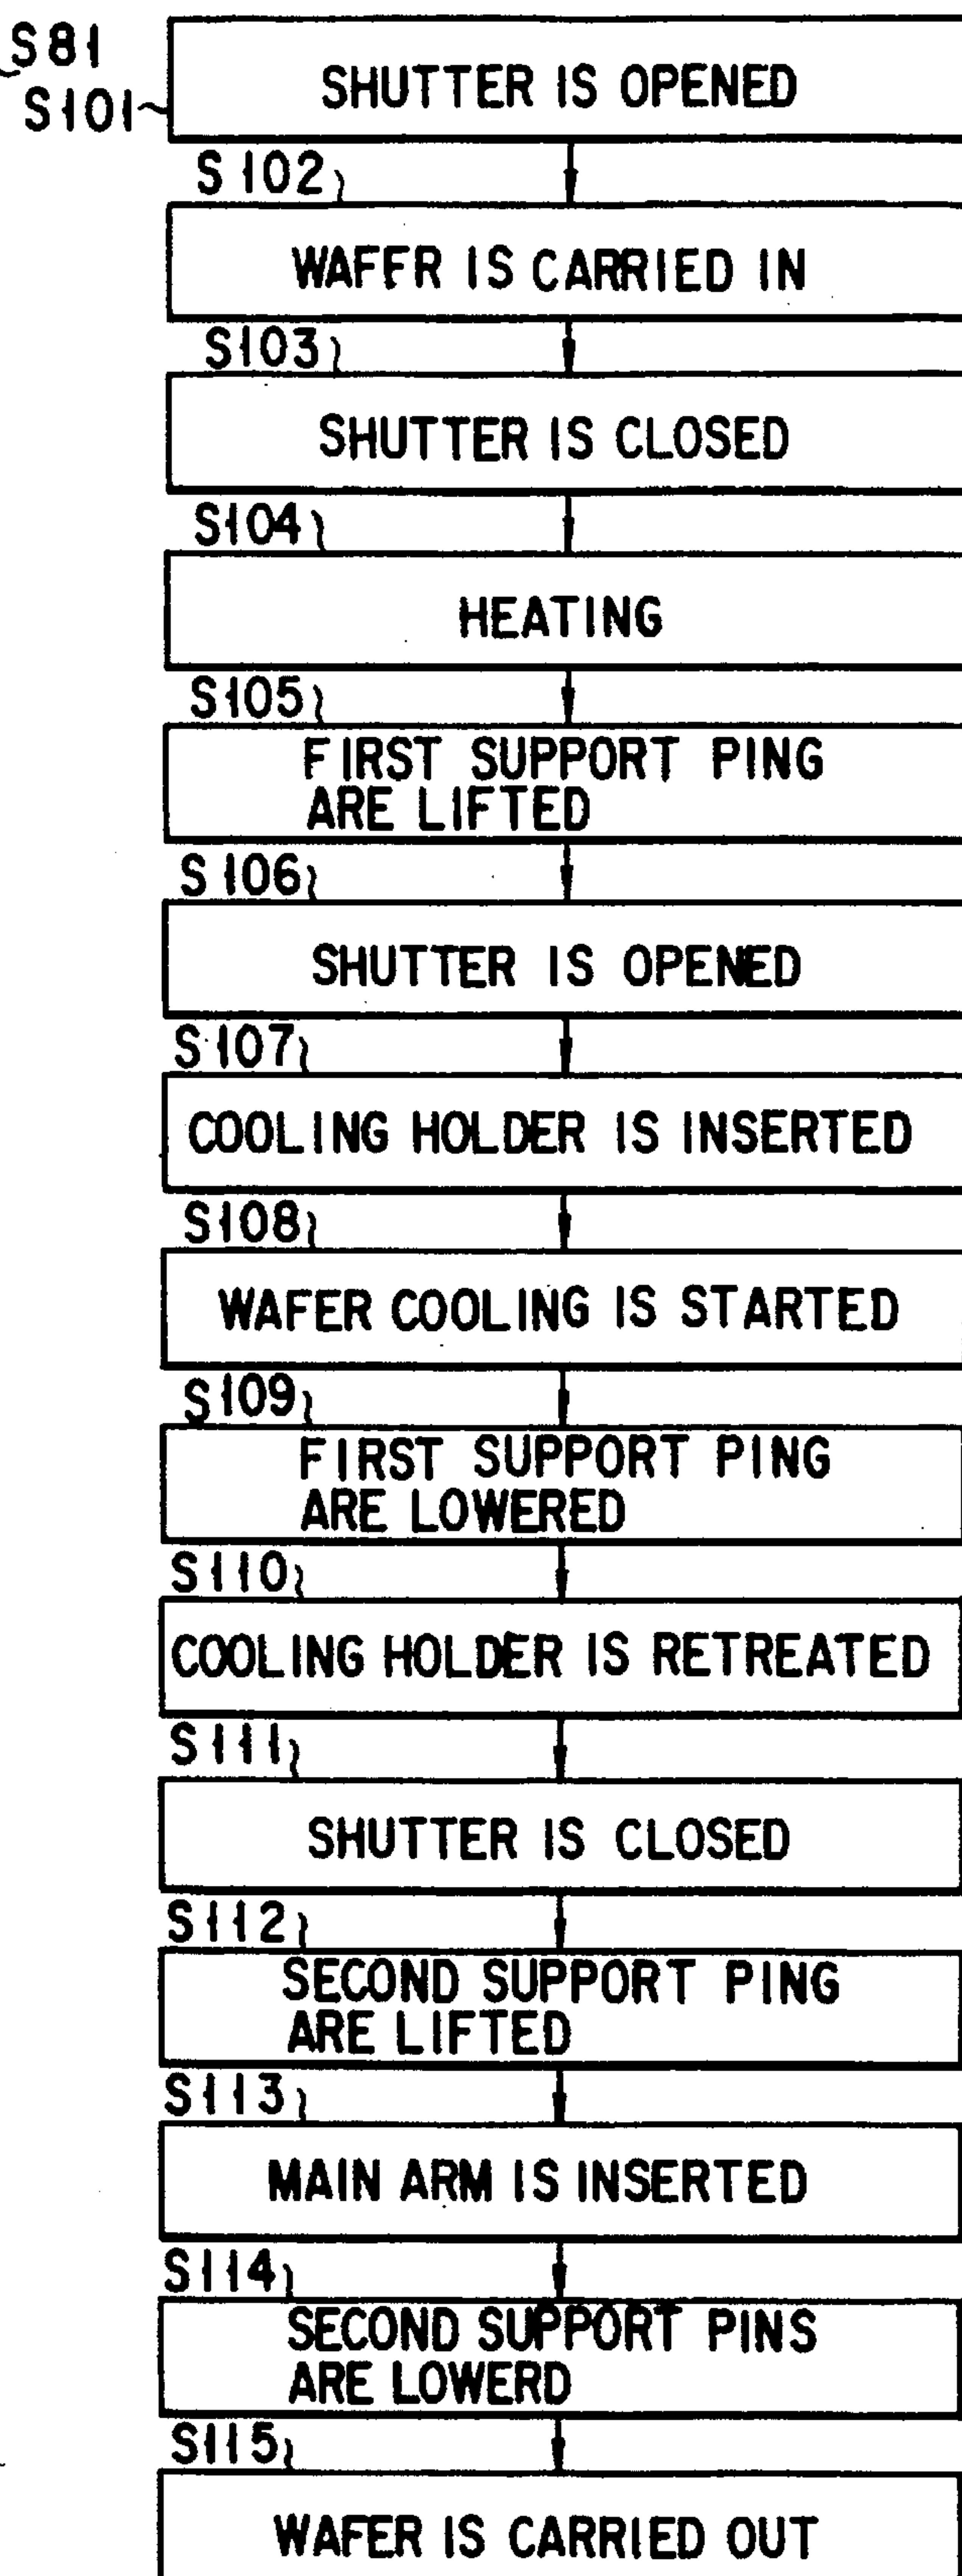 S81
S101
SHUTTER IS OPENED
S102
WAFFR IS CARRIED IN
S103
SHUTTER IS CLOSED
S104
HEATING
S105
FIRST SUPPORT PING
ARE LIFTED
S106
SHUTTER IS OPENED
S107
COOLING HOLDER IS INSERTED
S108
WAFER COOLING IS STARTED
S109
FIRST SUPPORT PING
ARE LOWERED
S110
COOLING HOLDER IS RETREATED
S111
SHUTTER IS CLOSED
S112
SECOND SUPPORT PING
ARE LIFTED
S113
MAIN ARM IS INSERTED
S114
SECOND SUPPORT PINS
ARE LOWERD
S115
WAFER IS CARRIED OUT